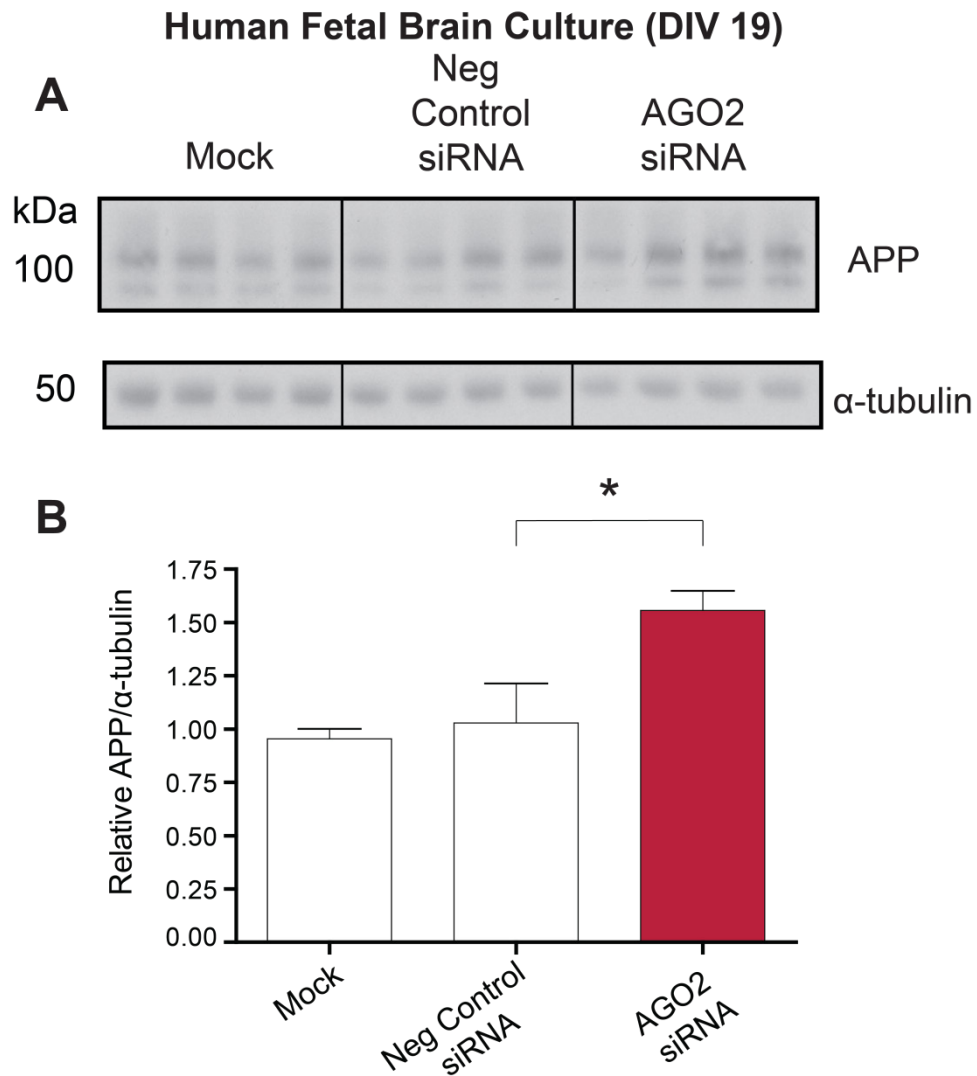 Human Fetal Brain Culture (DIV 19)
A
Mock
Neg
Control
siRNA
AGO2
siRNA
kDa
100
APP
50
α-tubulin
B
*
Relative APP/α-tubulin
1.75
1.50
1.25
1.00
0.75
0.50
0.25
0.00
Mock
Neg Control
siRNA
AGO2
siRNA